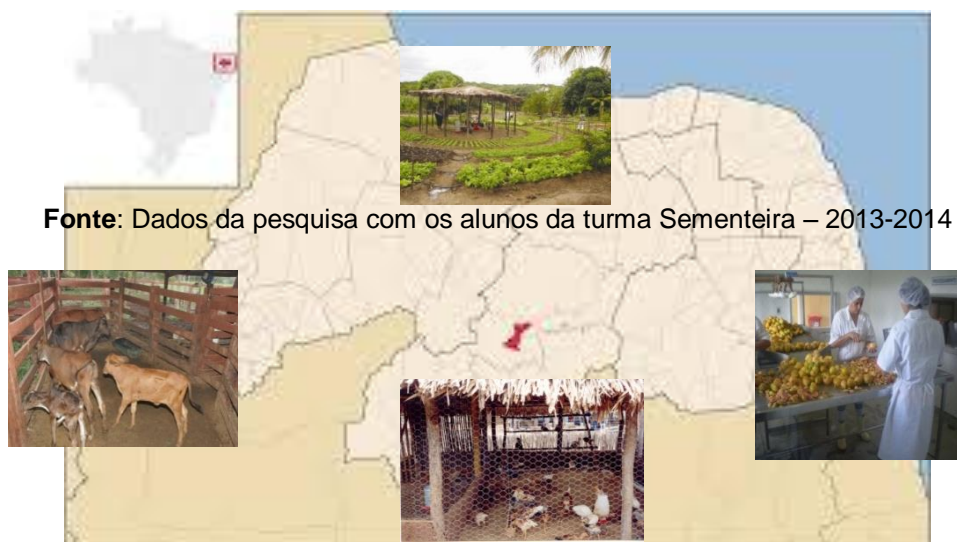 Fonte: Dados da pesquisa com os alunos da turma Sementeira – 2013-2014